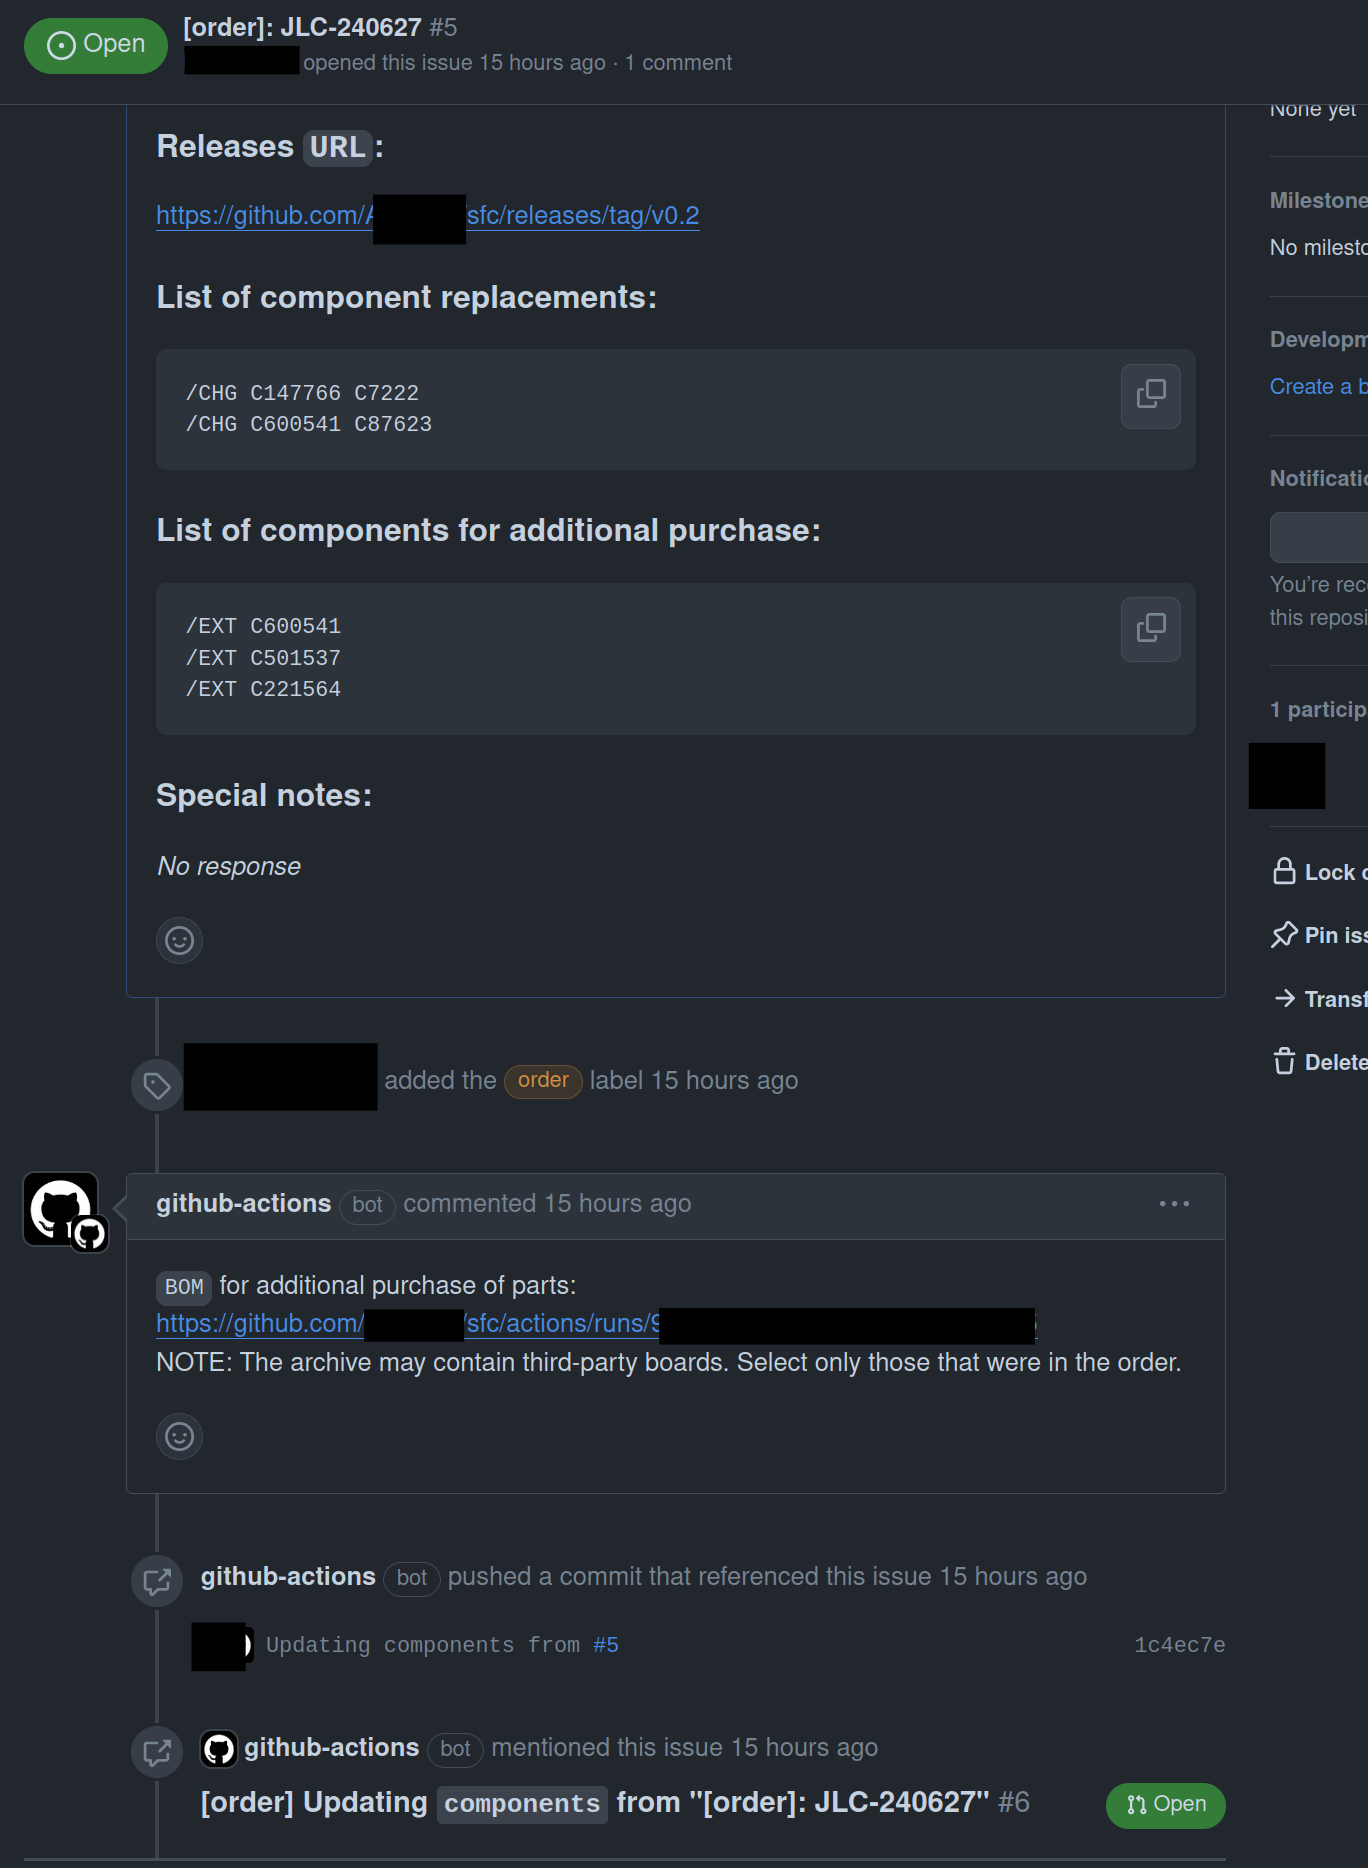 Open
[order]: JLC-240627 #5
opened this issue 15 hours ago · 1 comment
Releases URL:
https://github.com/A /sfc/releases/tag/v0.2
List of component replacements:
/CHG C147766 C7222
/CHG C600541 C87623
List of components for additional purchase:
/EXT C600541
/EXT C501537
/EXT C221564
Special notes:
No response
added the order label 15 hours ago
github-actions bot commented 15 hours ago
BOM for additional purchase of parts:
https://github.com/ /sfc/actions/runs/9
NOTE: The archive may contain third-party boards. Select only those that were in the order.
github-actions bot pushed a commit that referenced this issue 15 hours ago
Updating components from #5 1c4ec7e
github-actions bot mentioned this issue 15 hours ago
[order] Updating components from "[order]: JLC-240627" #6 Open
None yet
Milestone
No milesto
Developm
Create a b
Notificatio
You're rec
this reposi
1 particip
Lock c
Pin iss
Transf
Delete